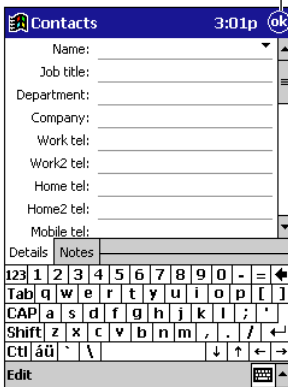 Contacts 3:01p ok
Name:
Job title:
Department:
Company:
Work tel:
Work2 tel:
Home tel:
Home2 tel:
Mobile tel:
Details Notes
123 1 2 3 4 5 6 7 8 9 0 - = ←
Tab q w e r t y u i o p [ ]
CAP a s d f g h j k l ; '
Shift z x c v b n m , . / ↵
Ctl áü ` \ ↓ ↑ ← →
Edit